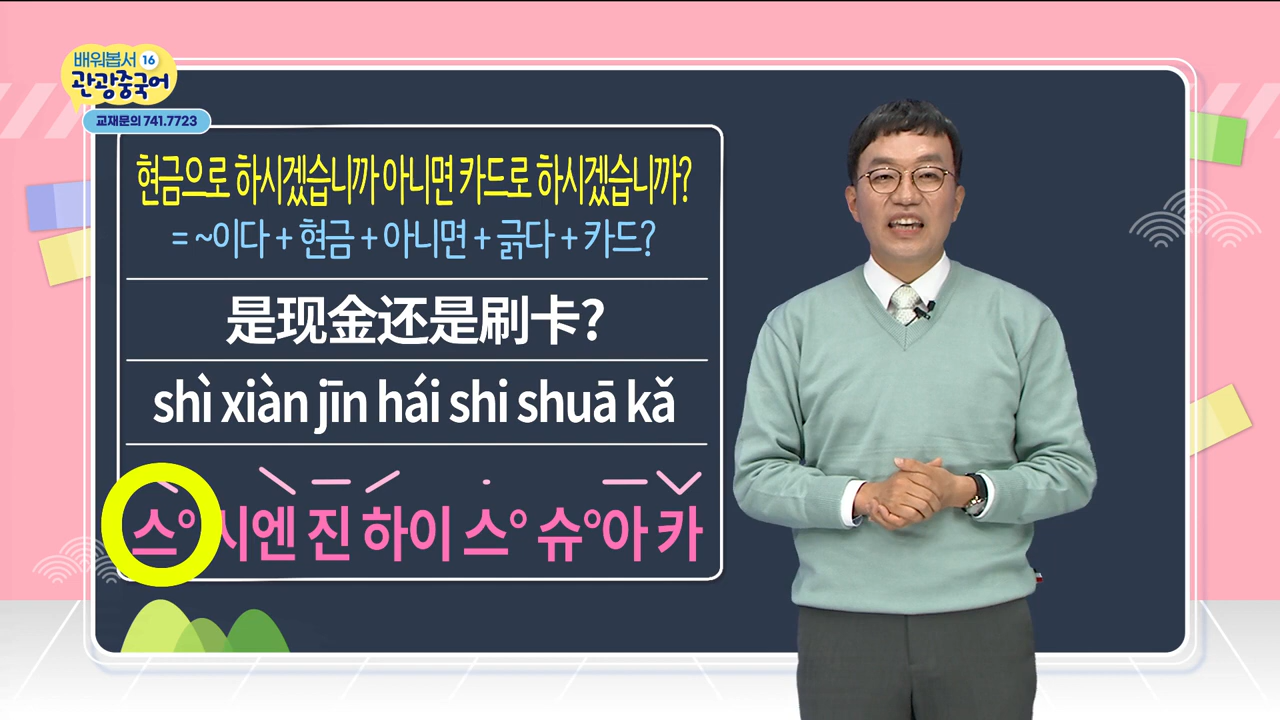 배워봅서 16
관광중국어
교재문의 741.7723
현금으로 하시겠습니까 아니면 카드로 하시겠습니까?
= ~이다 + 현금 + 아니면 + 긁다 + 카드?
是现金还是刷卡?
shì xiàn jīn hái shi shuā kǎ
스° 시엔 진 하이 스° 슈°아 카